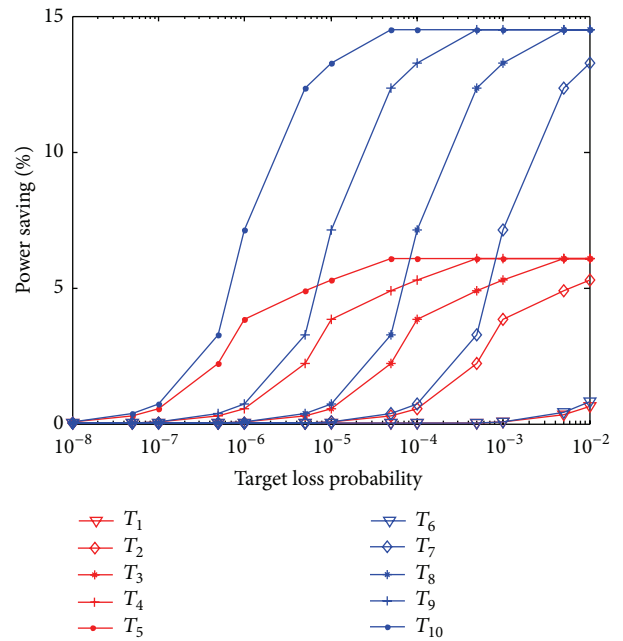 15
10
5
0
Power saving (%)
10⁻⁸
10⁻⁷
10⁻⁶
10⁻⁵
10⁻⁴
10⁻³
10⁻²
Target loss probability
T₁
T₂
T₃
T₄
T₅
T₆
T₇
T₈
T₉
T₁₀